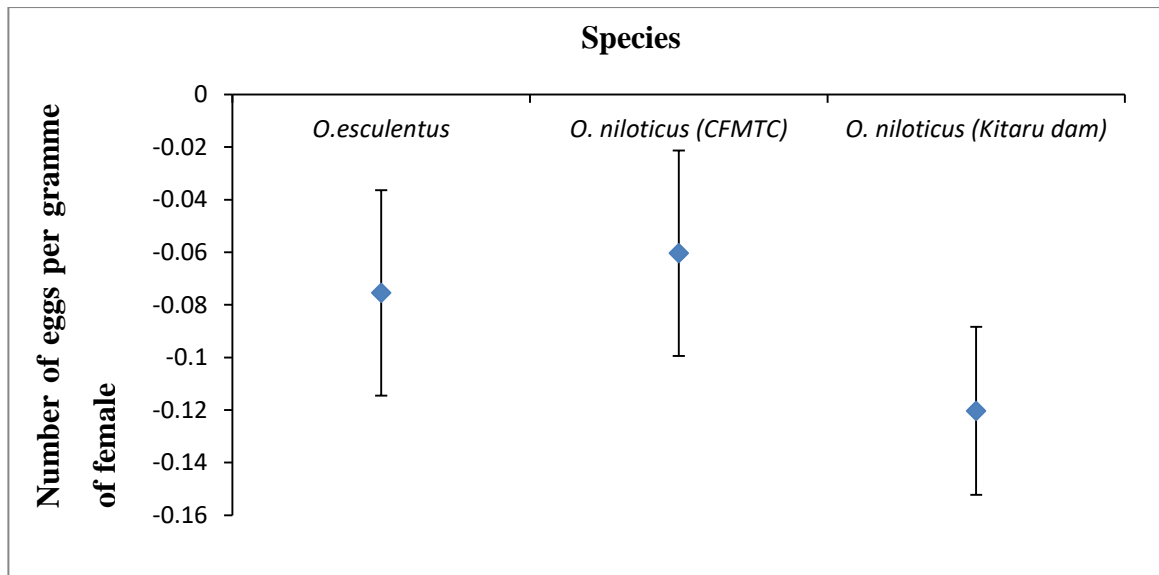 Species
0
-0.02
-0.04
-0.06
-0.08
-0.1
-0.12
-0.14
-0.16
O.esculentus
O. niloticus (CFMTC)
O. niloticus (Kitaru dam)
Number of eggs per gramme
of female